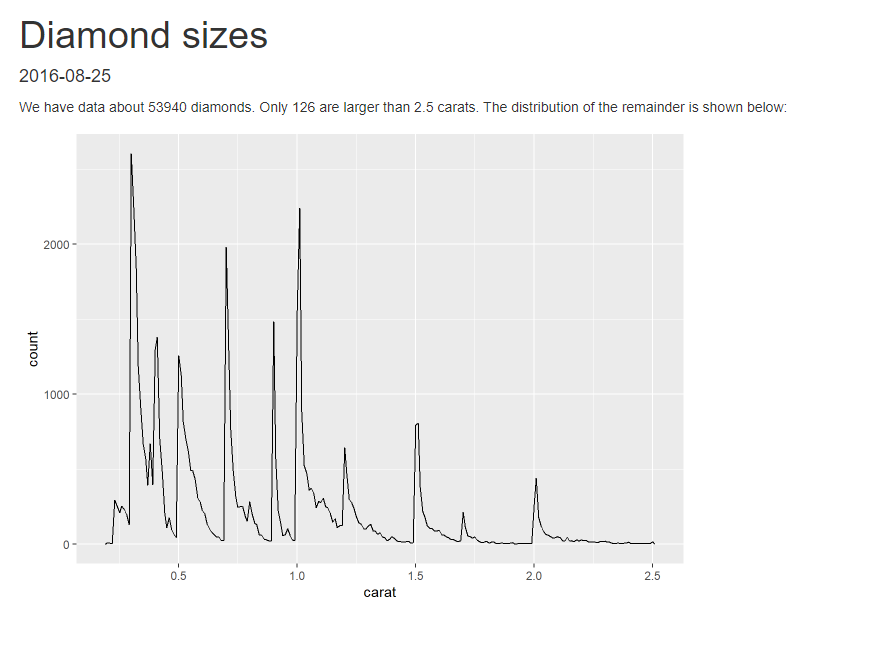 Diamond sizes
2016-08-25
We have data about 53940 diamonds. Only 126 are larger than 2.5 carats. The distribution of the remainder is shown below:
2000
count
1000
0
0.5 1.0 1.5 2.0 2.5
carat